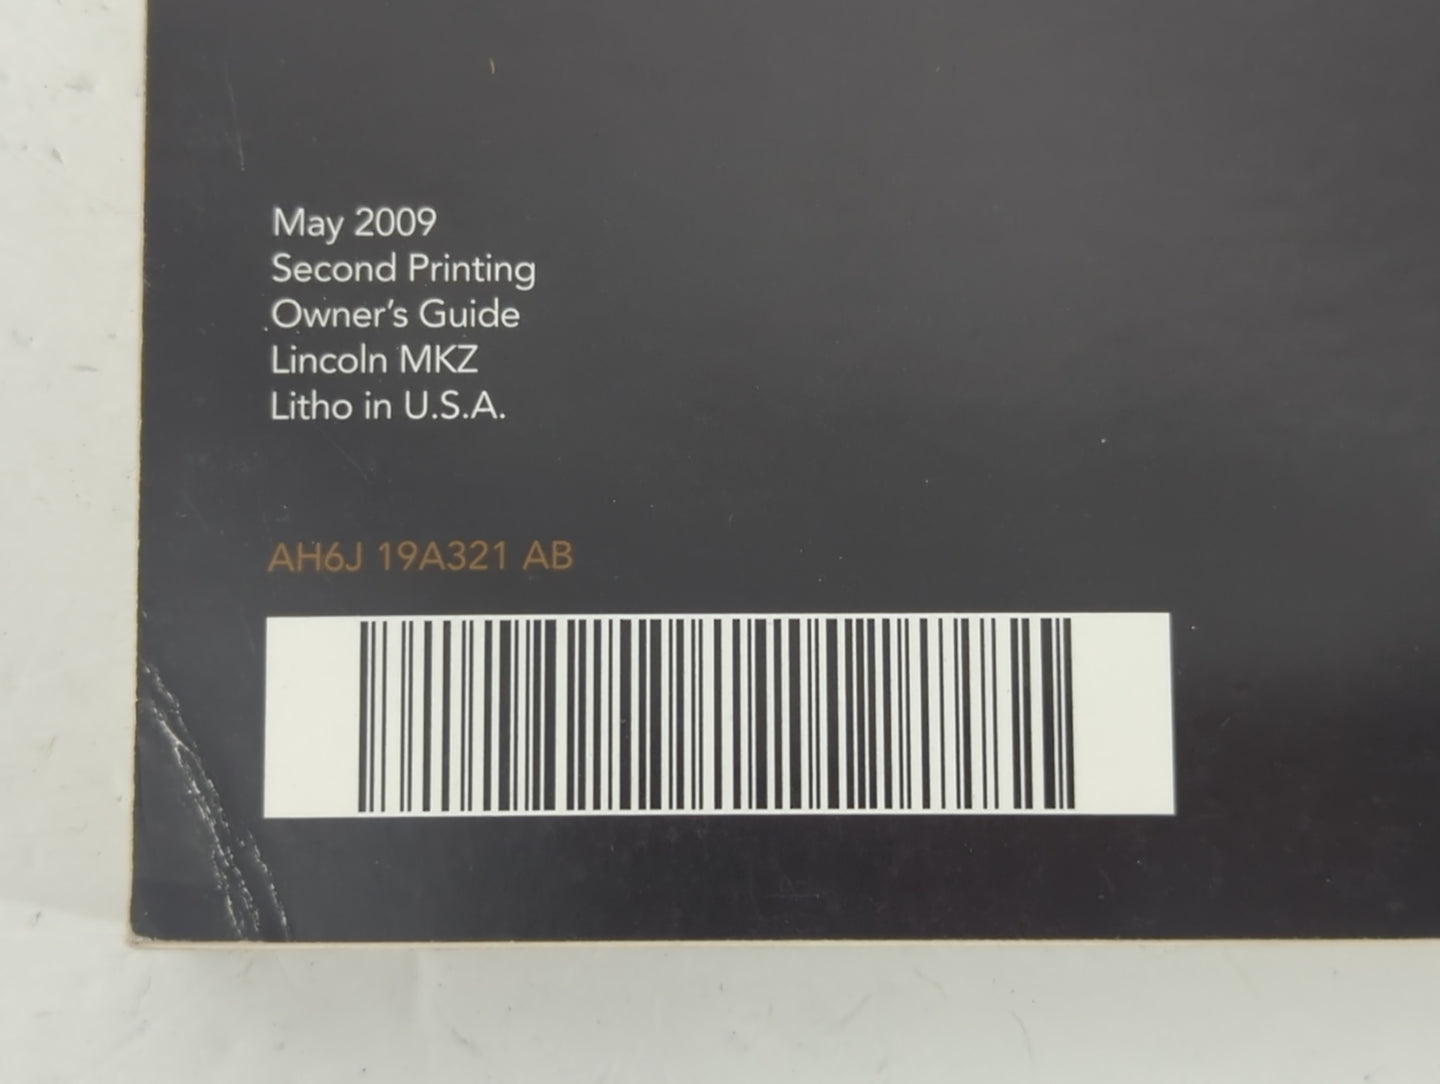 May 2009
Second Printing
Owner's Guide
Lincoln MKZ
Litho in U.S.A.
AH6J 19A321 AB